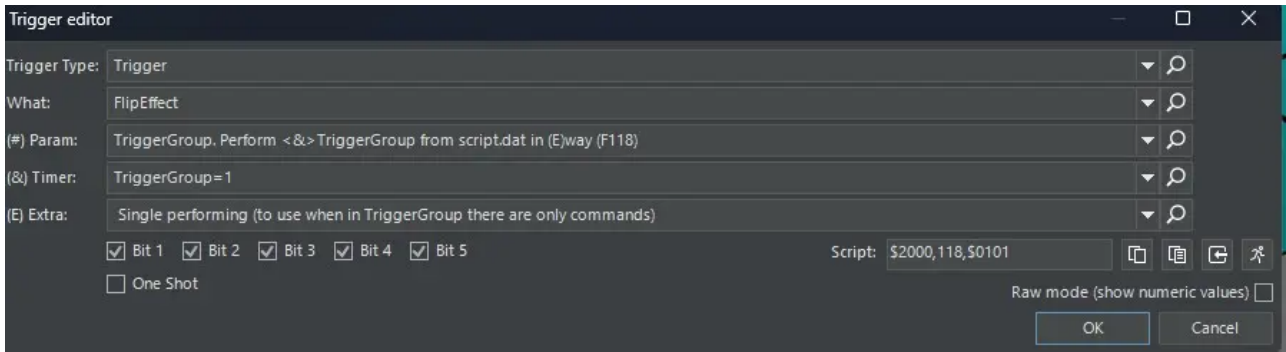 Trigger editor
Trigger Type: Trigger
What: FlipEffect
(#) Param: TriggerGroup. Perform <&>TriggerGroup from script.dat in (E)way (F118)
(&) Timer: TriggerGroup=1
(E) Extra: Single performing (to use when in TriggerGroup there are only commands)
Bit 1 Bit 2 Bit 3 Bit 4 Bit 5 Script: $2000,118,$0101
One Shot
Raw mode (show numeric values)
OK Cancel